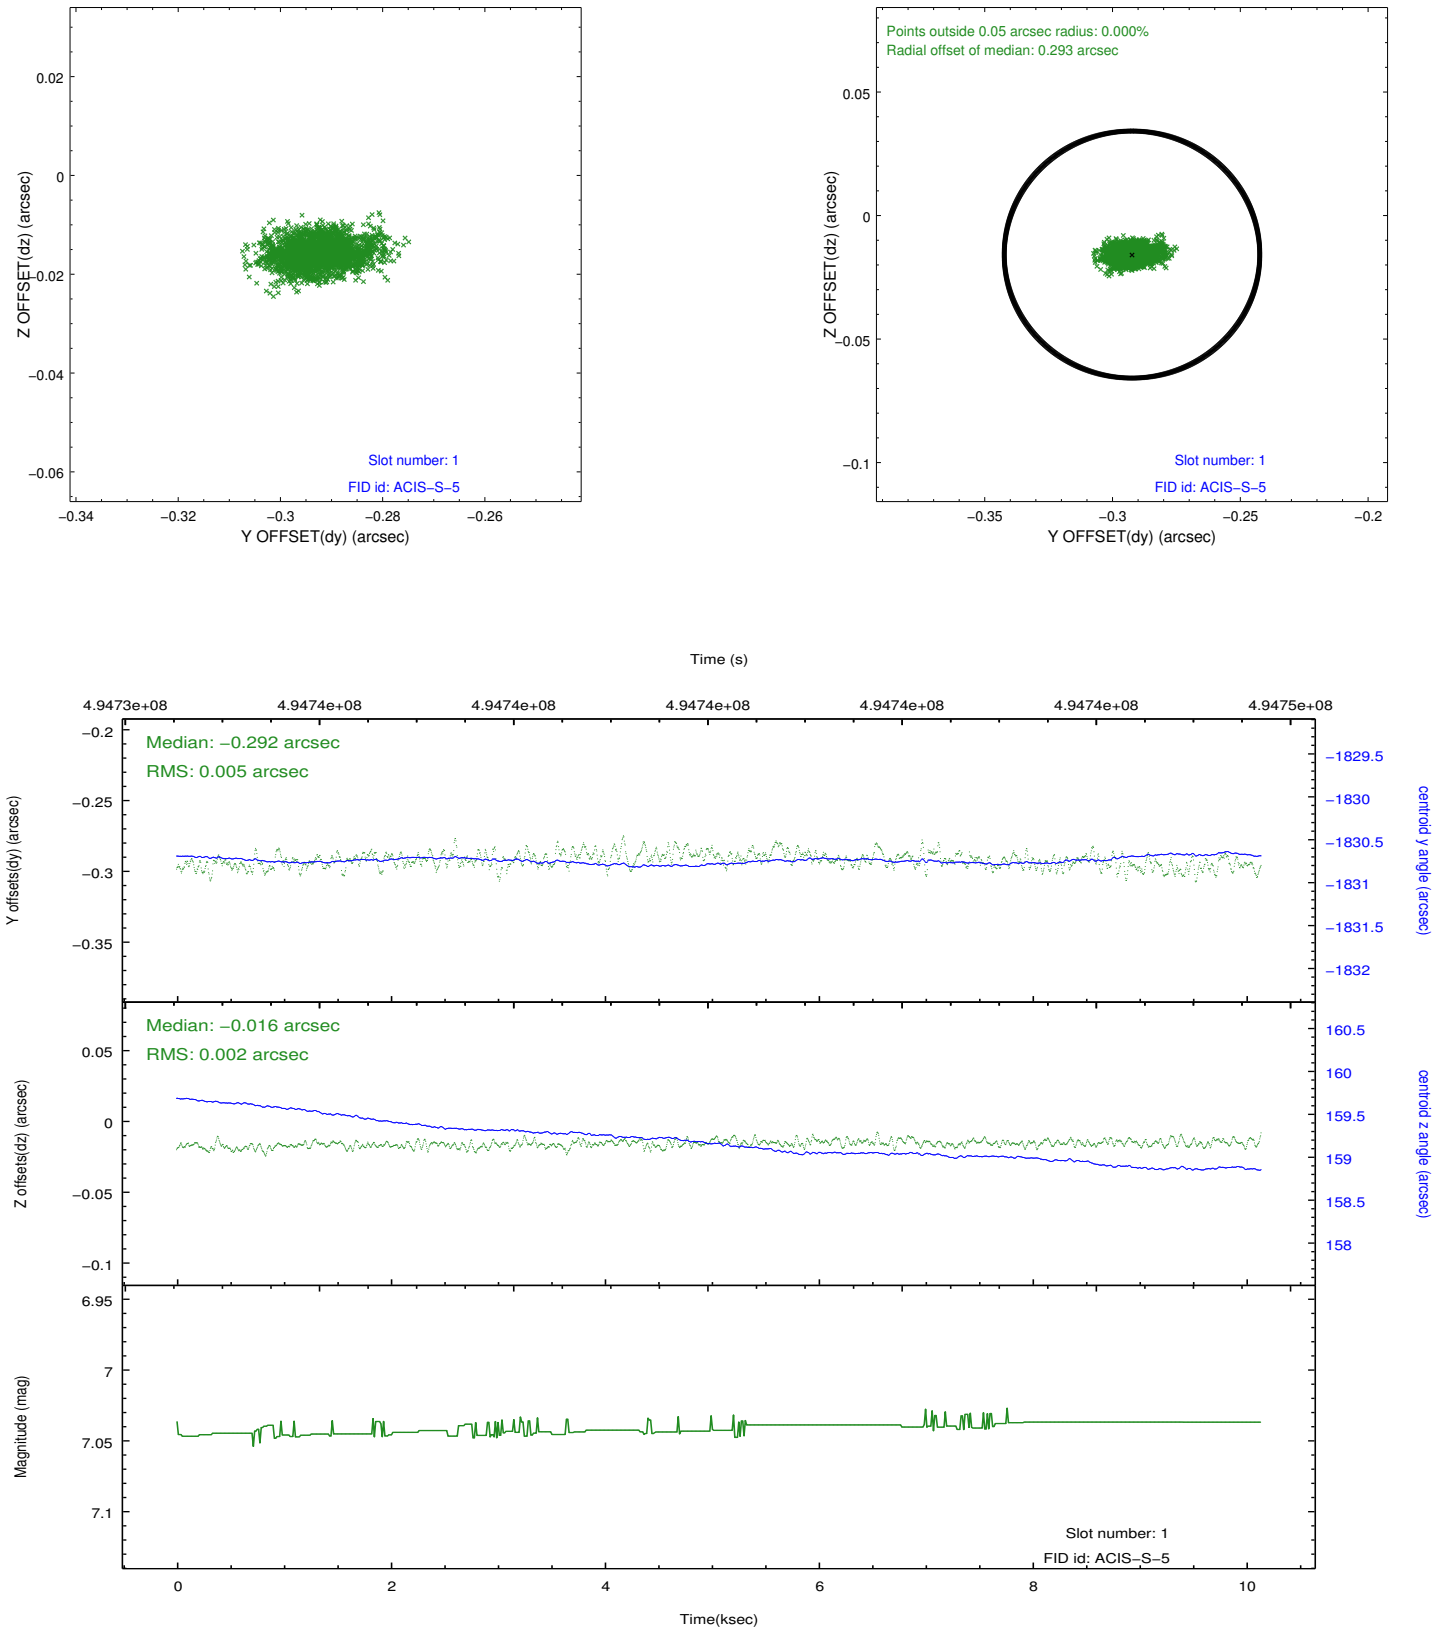 0.02
0
−0.02
−0.04
−0.06
Z OFFSET(dz) (arcsec)
Slot number: 1
FID id: ACIS−S−5
−0.34
−0.32
−0.3
−0.28
−0.26
Y OFFSET(dy) (arcsec)
Points outside 0.05 arcsec radius: 0.000%
Radial offset of median: 0.293 arcsec
0.05
0
−0.05
−0.1
Z OFFSET(dz) (arcsec)
Slot number: 1
FID id: ACIS−S−5
−0.35
−0.3
−0.25
−0.2
Y OFFSET(dy) (arcsec)
Time (s)
4.9473e+08
4.9474e+08
4.9474e+08
4.9474e+08
4.9474e+08
4.9474e+08
4.9475e+08
Median: −0.292 arcsec
RMS: 0.005 arcsec
−0.2
−0.25
−0.3
−0.35
Y offsets(dy) (arcsec)
−1829.5
−1830
−1830.5
−1831
−1831.5
−1832
centroid y angle (arcsec)
Median: −0.016 arcsec
RMS: 0.002 arcsec
0.05
0
−0.05
−0.1
Z offsets(dz) (arcsec)
160.5
160
159.5
159
158.5
158
centroid z angle (arcsec)
6.95
7
7.05
7.1
Magnitude (mag)
Slot number: 1
FID id: ACIS−S−5
0
2
4
6
8
10
Time(ksec)